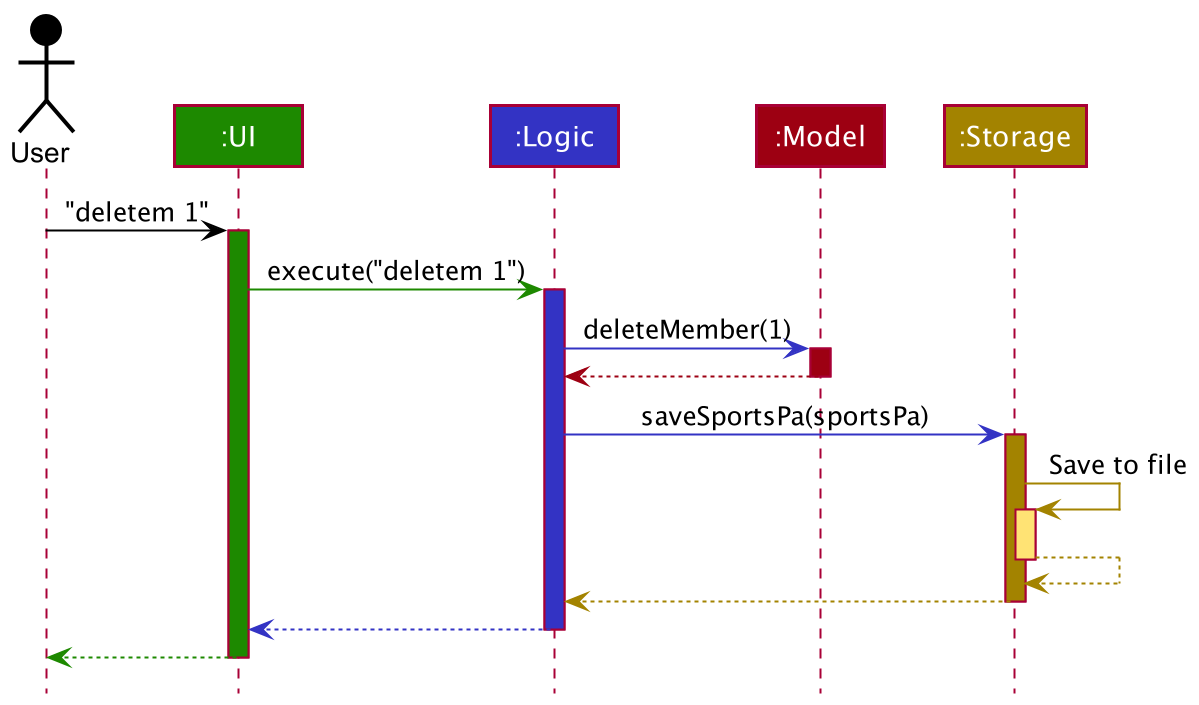 User
:UI
:Logic
:Model
:Storage
"deletem 1"
execute("deletem 1")
deleteMember(1)
saveSportsPa(sportsPa)
Save to file